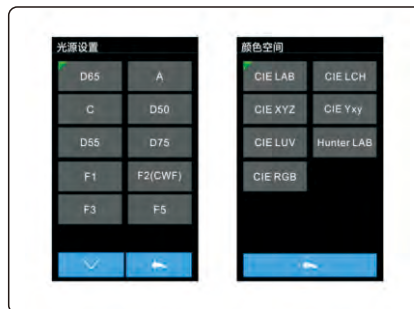 光源设置
D65 A
C D50
D55 D75
F1 F2(CWF)
F3 F5
颜色空间
CIE LAB CIE LCH
CIE XYZ CIE Yxy
CIE LUV Hunter LAB
CIE RGB